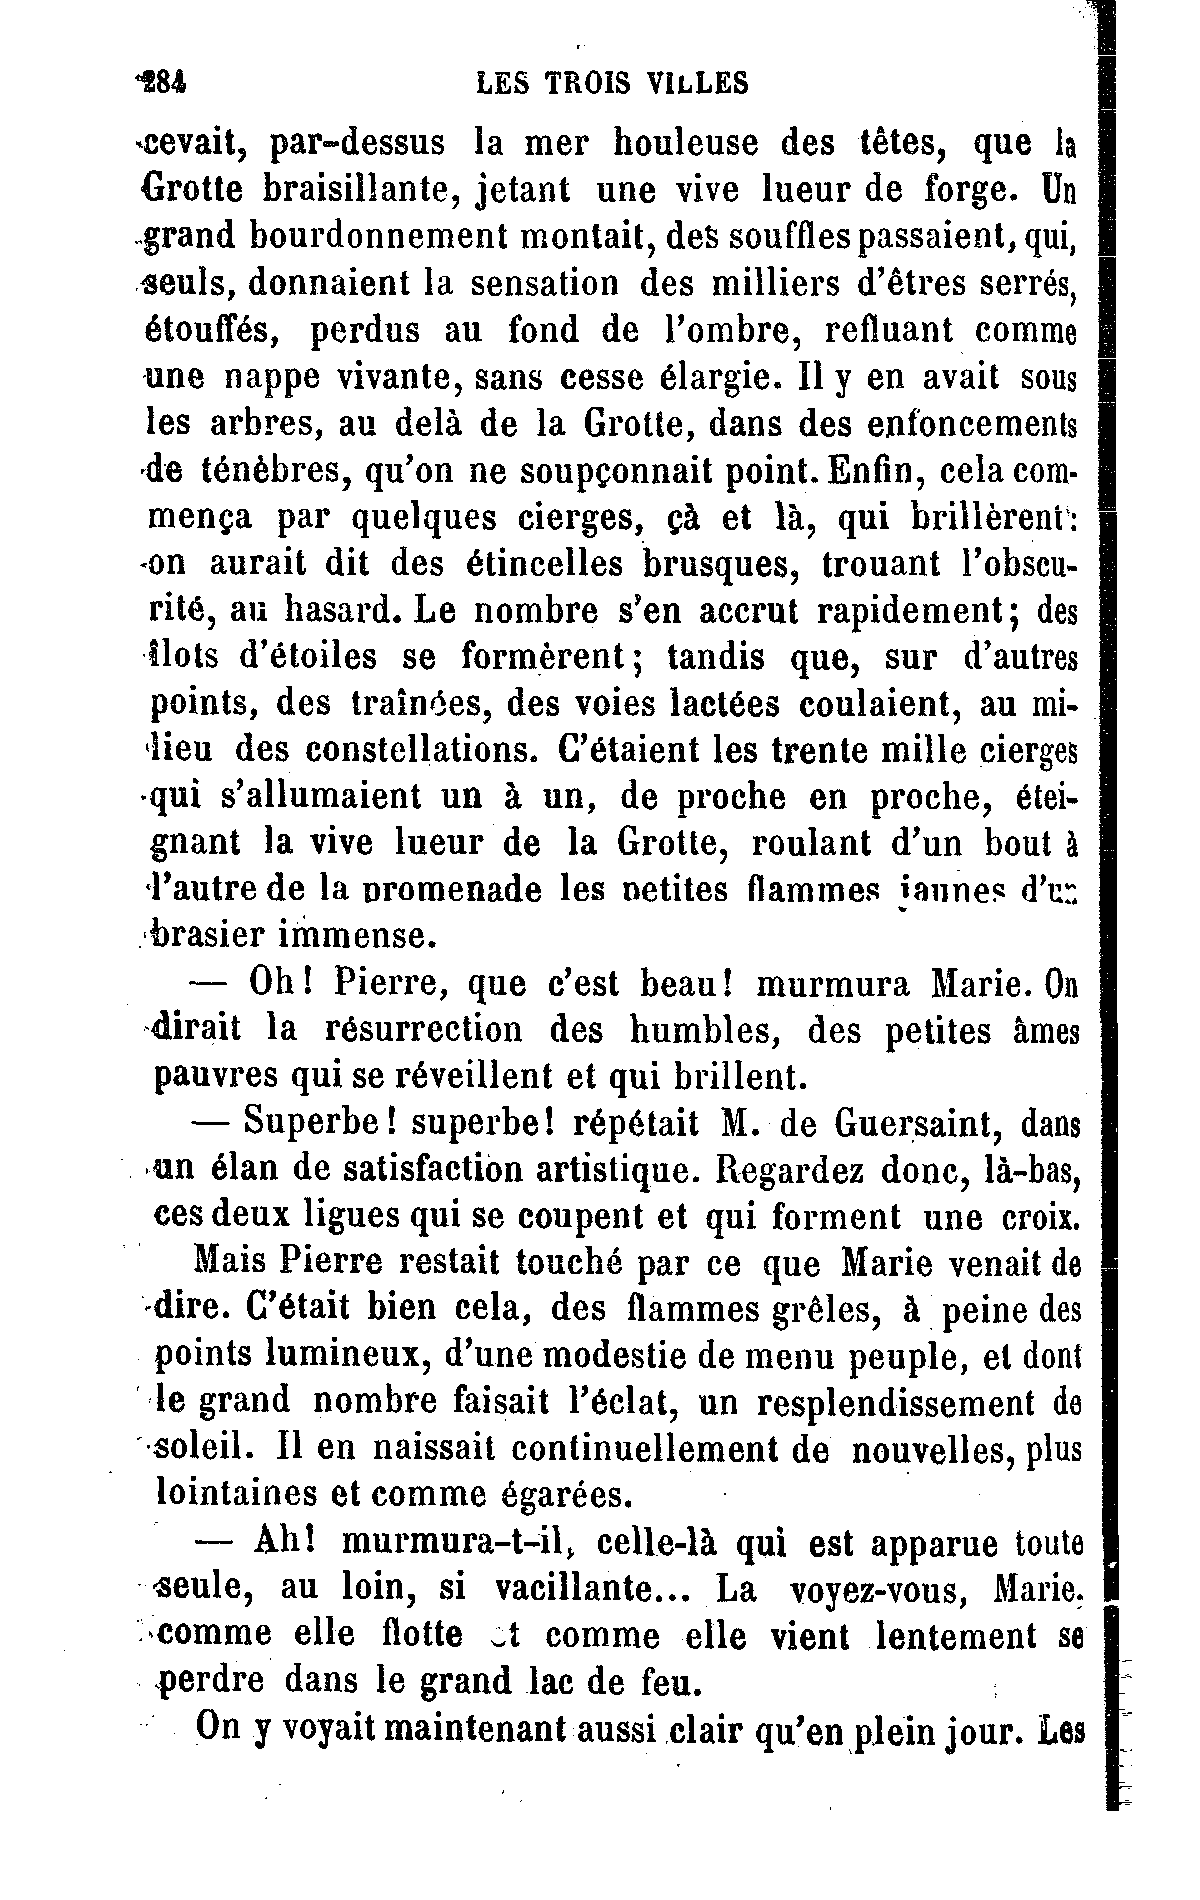 284 LES TROIS VILLES
cevait, par-dessus la mer houleuse des têtes, que la
Grotte braisillante, jetant une vive lueur de forge. Un
grand bourdonnement montait, des souffles passaient, qui,
seuls, donnaient la sensation des milliers d'êtres serrés,
étouffés, perdus au fond de l'ombre, refluant comme
une nappe vivante, sans cesse élargie. Il y en avait sous
les arbres, au delà de la Grotte, dans des enfoncements
de ténèbres, qu'on ne soupçonnait point. Enfin, cela com-
mença par quelques cierges, çà et là, qui brillèrent:
on aurait dit des étincelles brusques, trouant l'obscu-
rité, au hasard. Le nombre s'en accrut rapidement; des
îlots d'étoiles se formèrent; tandis que, sur d'autres
points, des traînées, des voies lactées coulaient, au mi-
lieu des constellations. C'étaient les trente mille cierges
qui s'allumaient un à un, de proche en proche, étei-
gnant la vive lueur de la Grotte, roulant d'un bout à
l'autre de la promenade les petites flammes jaunes d'un
brasier immense.
— Oh! Pierre, que c'est beau! murmura Marie. On
dirait la résurrection des humbles, des petites âmes
pauvres qui se réveillent et qui brillent.
— Superbe! superbe! répétait M. de Guersaint, dans
un élan de satisfaction artistique. Regardez donc, là-bas,
ces deux ligues qui se coupent et qui forment une croix.
Mais Pierre restait touché par ce que Marie venait de
dire. C'était bien cela, des flammes grêles, à peine des
points lumineux, d'une modestie de menu peuple, et dont
le grand nombre faisait l'éclat, un resplendissement de
soleil. Il en naissait continuellement de nouvelles, plus
lointaines et comme égarées.
— Ah! murmura-t-il, celle-là qui est apparue toute
seule, au loin, si vacillante... La voyez-vous, Marie,
comme elle flotte et comme elle vient lentement se
perdre dans le grand lac de feu.
On y voyait maintenant aussi clair qu'en plein jour. Les